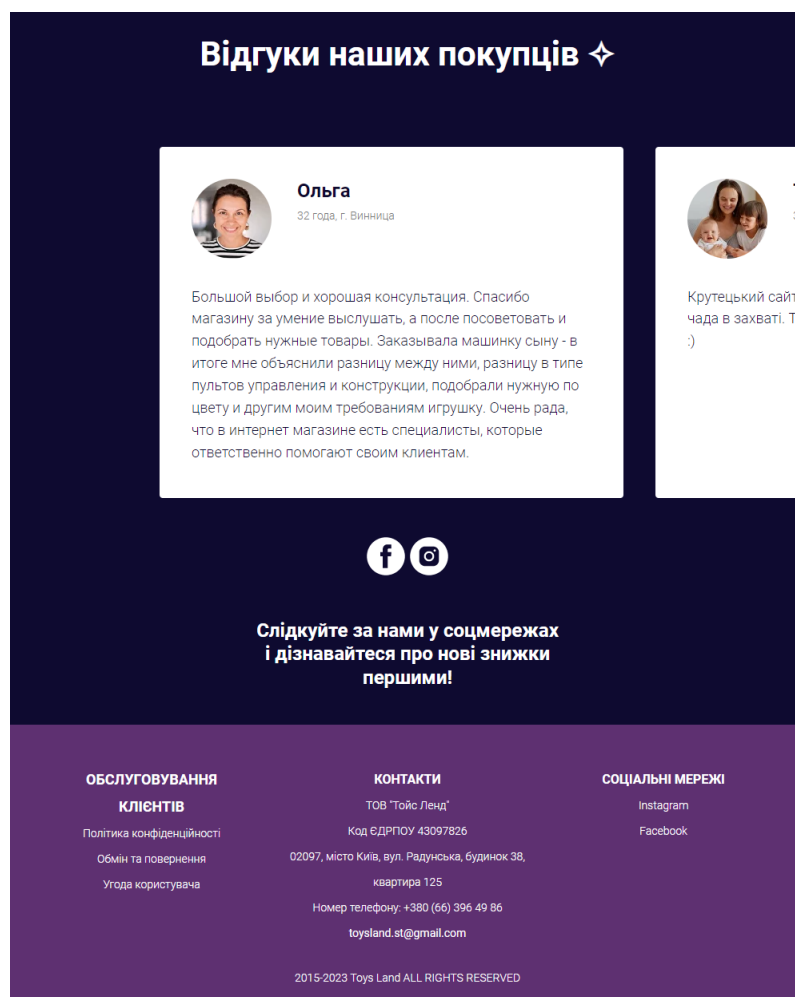 Відгуки наших покупців ✧
Ольга
32 года, г. Винница
Большой выбор и хорошая консультация. Спасибо
магазину за умение выслушать, а после посоветовать и
подобрать нужные товары. Заказывала машинку сыну - в
итоге мне объяснили разницу между ними, разницу в типе
пультов управления и конструкции, подобрали нужную по
цвету и другим моим требованиям игрушку. Очень рада,
что в интернет магазине есть специалисты, которые
ответственно помогают своим клиентам.
Крутецький сайт
чада в захваті. Т
:)
Слідкуйте за нами у соцмережах
і дізнавайтеся про нові знижки
першими!
ОБСЛУГОВУВАННЯ
КЛІЄНТІВ
Політика конфіденційності
Обмін та повернення
Угода користувача
КОНТАКТИ
ТОВ "Тойс Ленд"
Код ЄДРПОУ 43097826
02097, місто Київ, вул. Радунська, будинок 38,
квартира 125
Номер телефону: +380 (66) 396 49 86
toysland.st@gmail.com
СОЦІАЛЬНІ МЕРЕЖІ
Instagram
Facebook
2015-2023 Toys Land ALL RIGHTS RESERVED